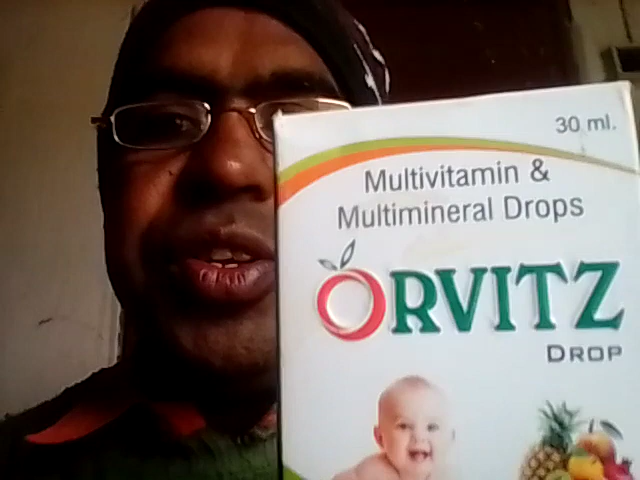 30 ml.
Multivitamin &
Multimineral Drops
ORVITZ
DROP